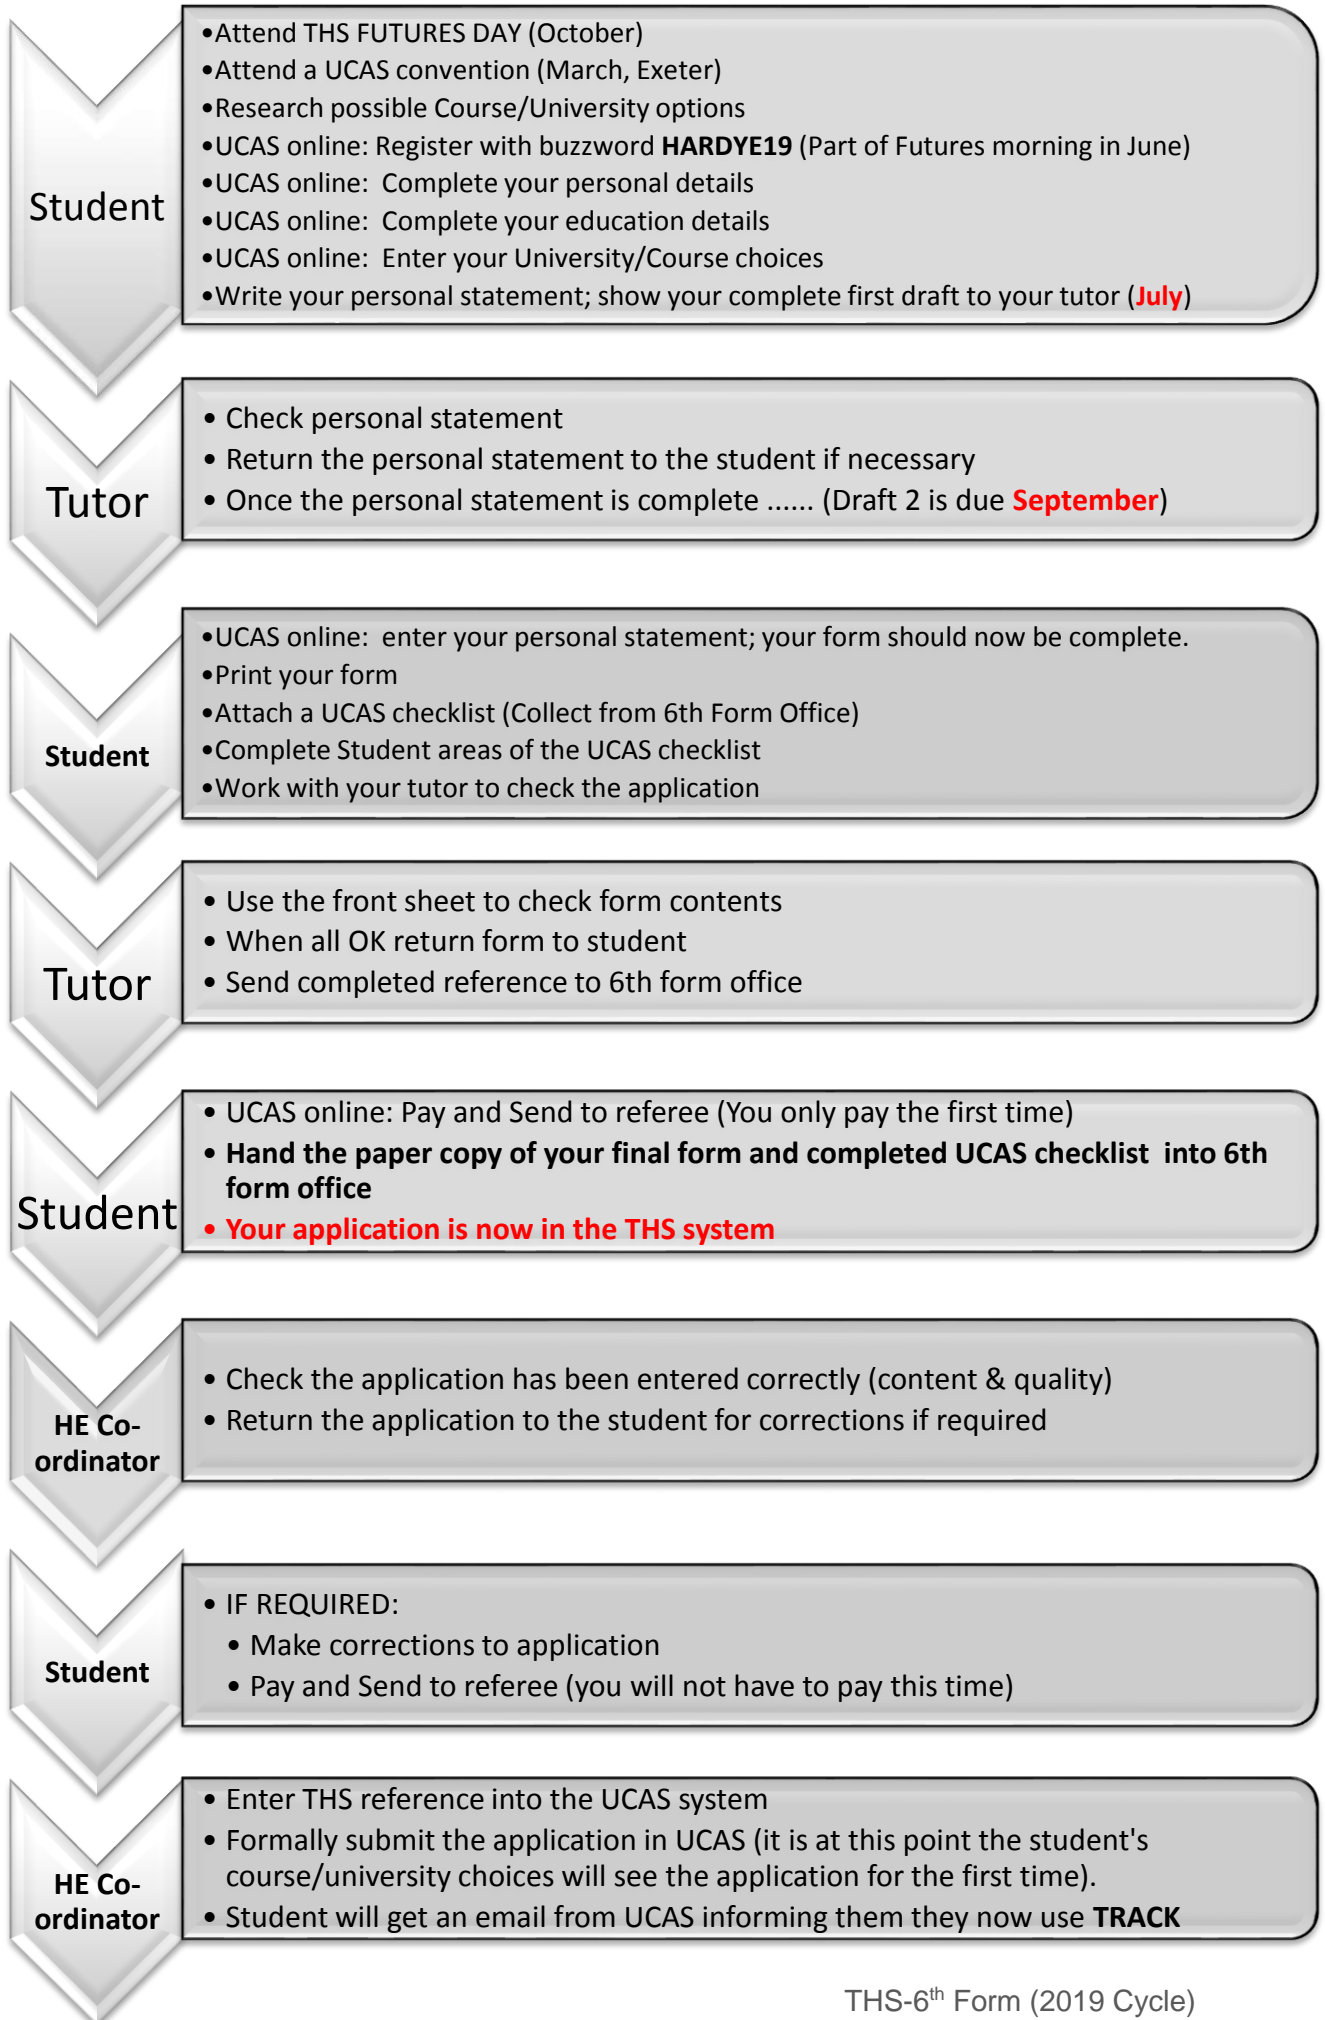 Student
•Attend THS FUTURES DAY (October)
•Attend a UCAS convention (March, Exeter)
•Research possible Course/University options
•UCAS online: Register with buzzword HARDYE19 (Part of Futures morning in June)
•UCAS online:  Complete your personal details
•UCAS online:  Complete your education details
•UCAS online:  Enter your University/Course choices
•Write your personal statement; show your complete first draft to your tutor (July)
Tutor
• Check personal statement
• Return the personal statement to the student if necessary
• Once the personal statement is complete ...... (Draft 2 is due September)
Student
•UCAS online:  enter your personal statement; your form should now be complete.
•Print your form
•Attach a UCAS checklist (Collect from 6th Form Office)
•Complete Student areas of the UCAS checklist
•Work with your tutor to check the application
Tutor
• Use the front sheet to check form contents
• When all OK return form to student
• Send completed reference to 6th form office
Student
• UCAS online: Pay and Send to referee (You only pay the first time)
• Hand the paper copy of your final form and completed UCAS checklist  into 6th
form office
• Your application is now in the THS system
HE Co-
ordinator
• Check the application has been entered correctly (content & quality)
• Return the application to the student for corrections if required
Student
• IF REQUIRED:
• Make corrections to application
• Pay and Send to referee (you will not have to pay this time)
HE Co-
ordinator
• Enter THS reference into the UCAS system
• Formally submit the application in UCAS (it is at this point the student's
course/university choices will see the application for the first time).
• Student will get an email from UCAS informing them they now use TRACK
THS-6th Form (2019 Cycle)